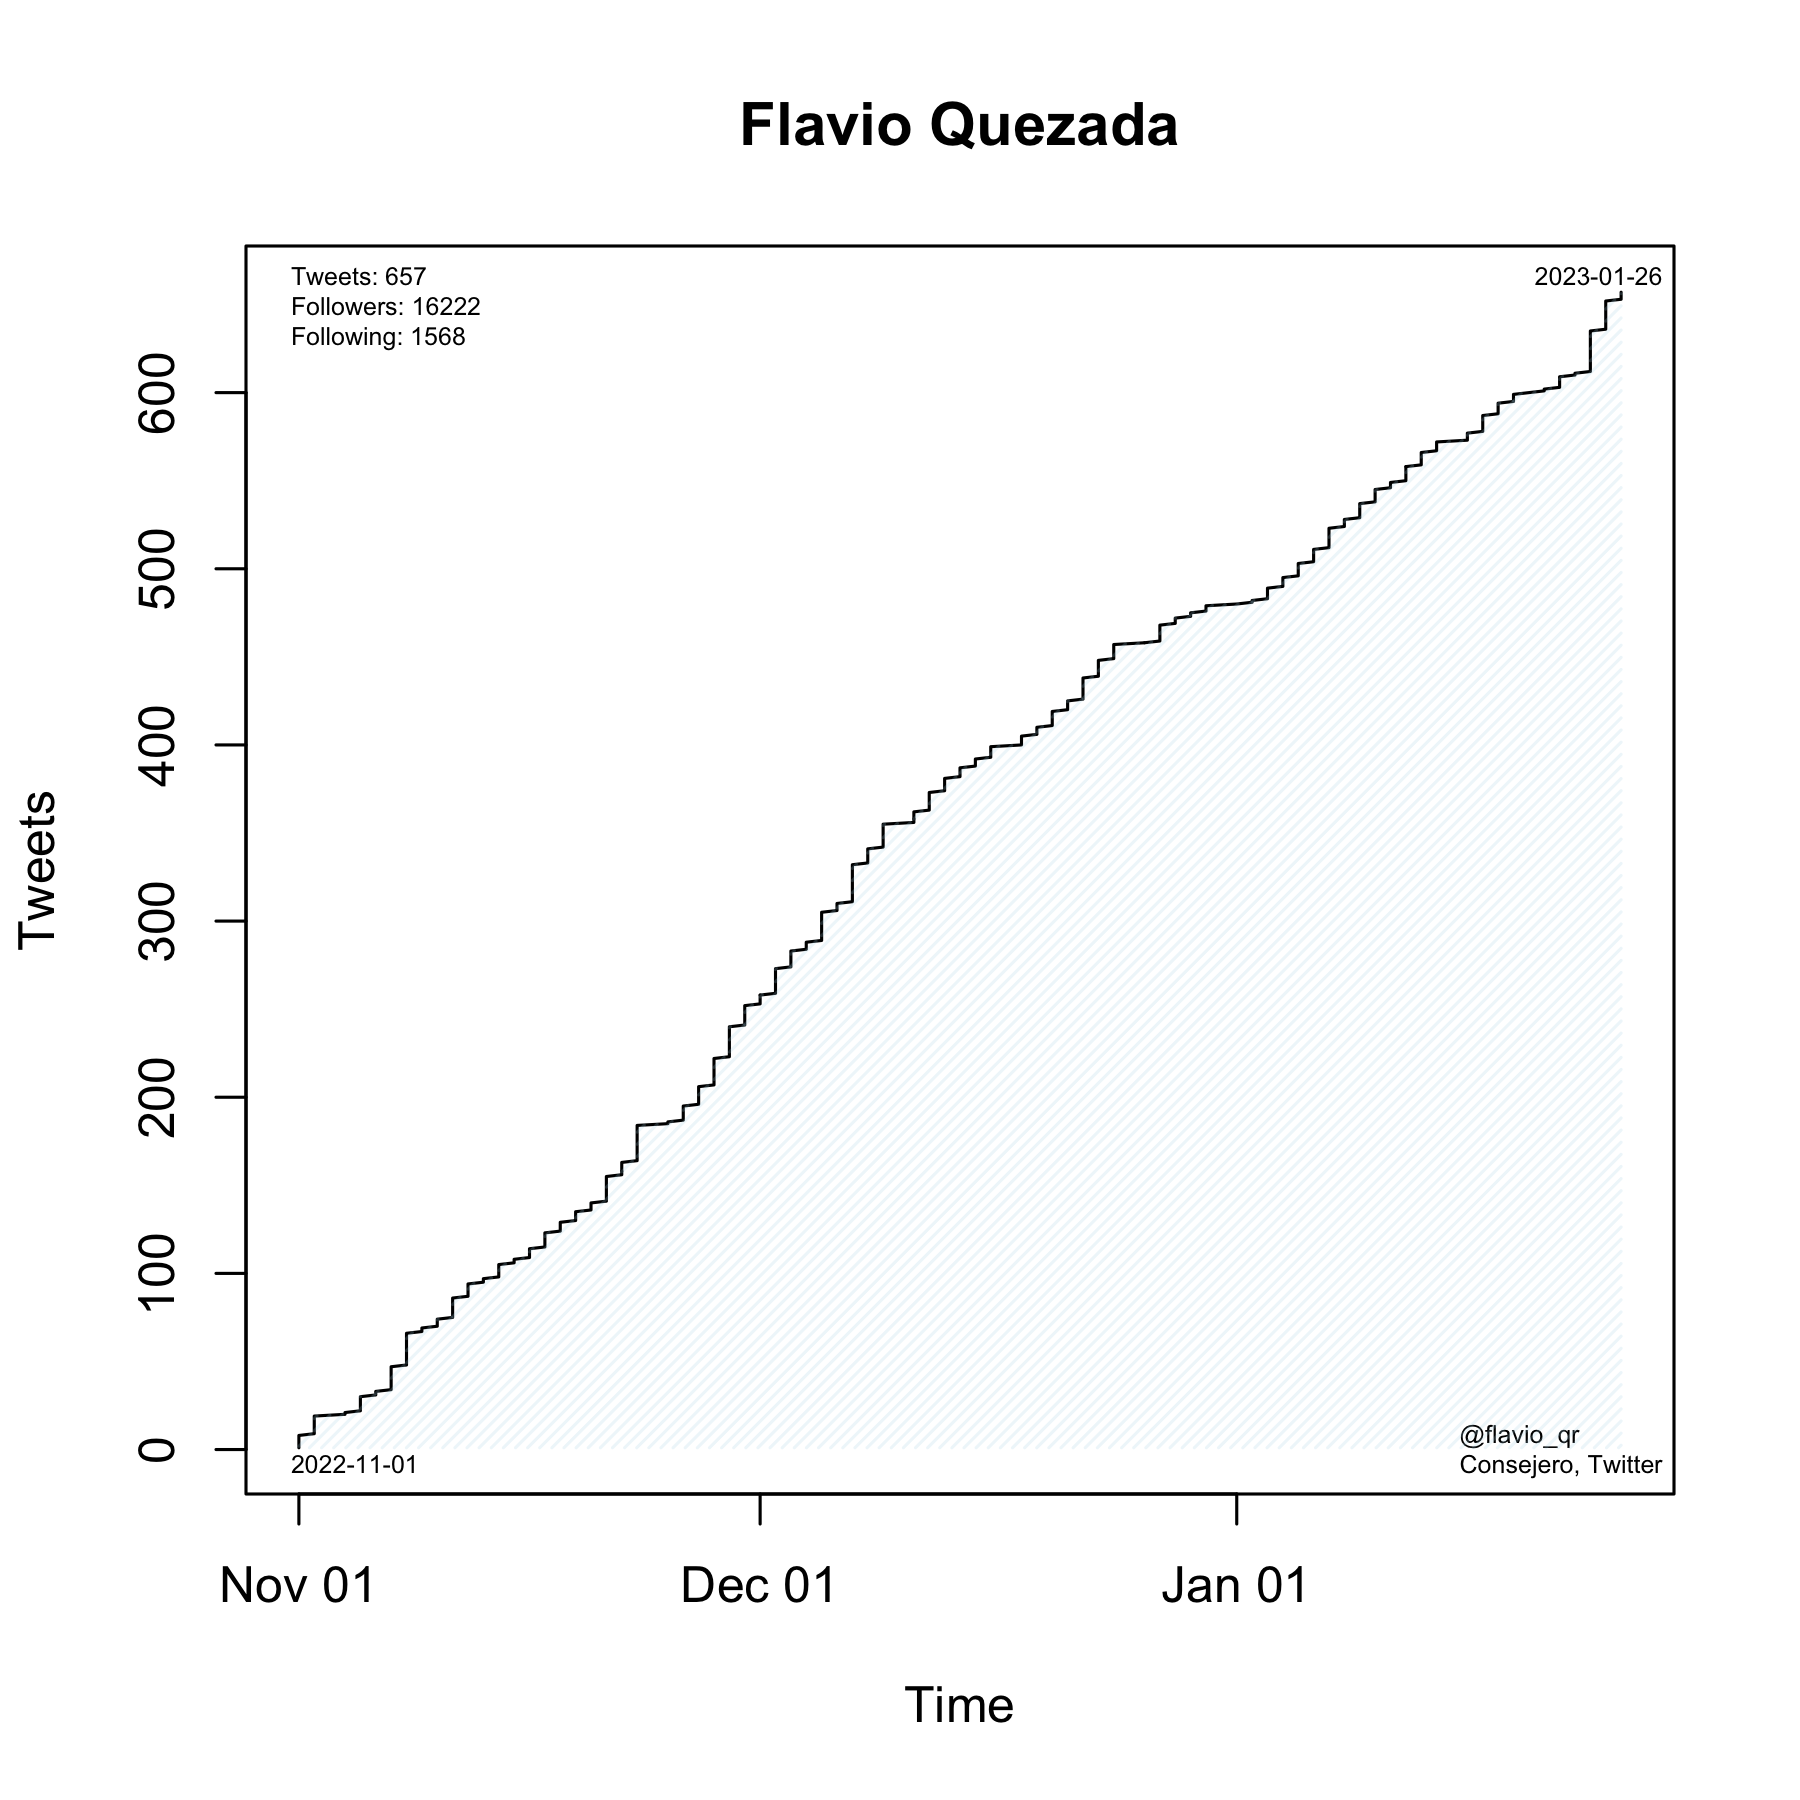 Flavio Quezada
Tweets: 657
Followers: 16222
Following: 1568
2023-01-26
600
500
400
300
200
100
0
Tweets
2022-11-01
@flavio_qr
Consejero, Twitter
Nov 01
Dec 01
Jan 01
Time